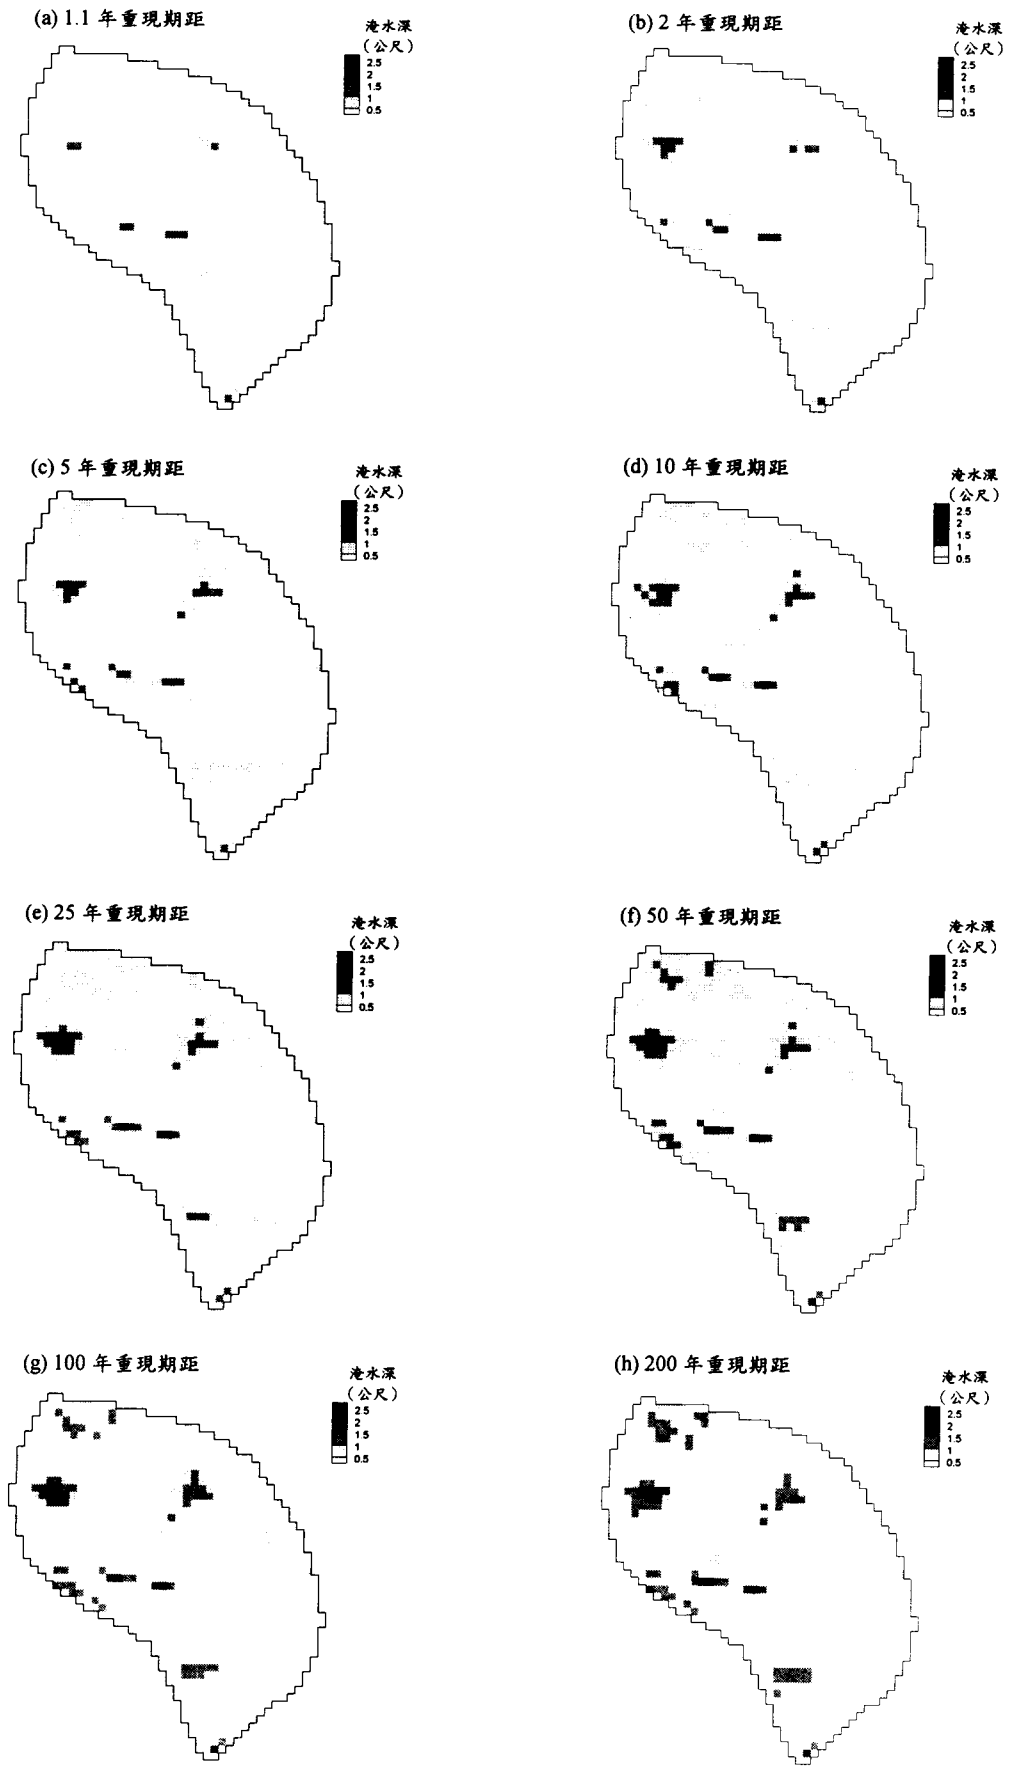 (a) 1.1 年重現期距
淹水深
(公尺)
2.5
2
1.5
1
0.5
(b) 2 年重現期距
淹水深
(公尺)
2.5
2
1.5
1
0.5
(c) 5 年重現期距
淹水深
(公尺)
2.5
2
1.5
1
0.5
(d) 10 年重現期距
淹水深
(公尺)
2.5
2
1.5
1
0.5
(e) 25 年重現期距
淹水深
(公尺)
2.5
2
1.5
1
0.5
(f) 50 年重現期距
淹水深
(公尺)
2.5
2
1.5
1
0.5
(g) 100 年重現期距
淹水深
(公尺)
2.5
2
1.5
1
0.5
(h) 200 年重現期距
淹水深
(公尺)
2.5
2
1.5
1
0.5